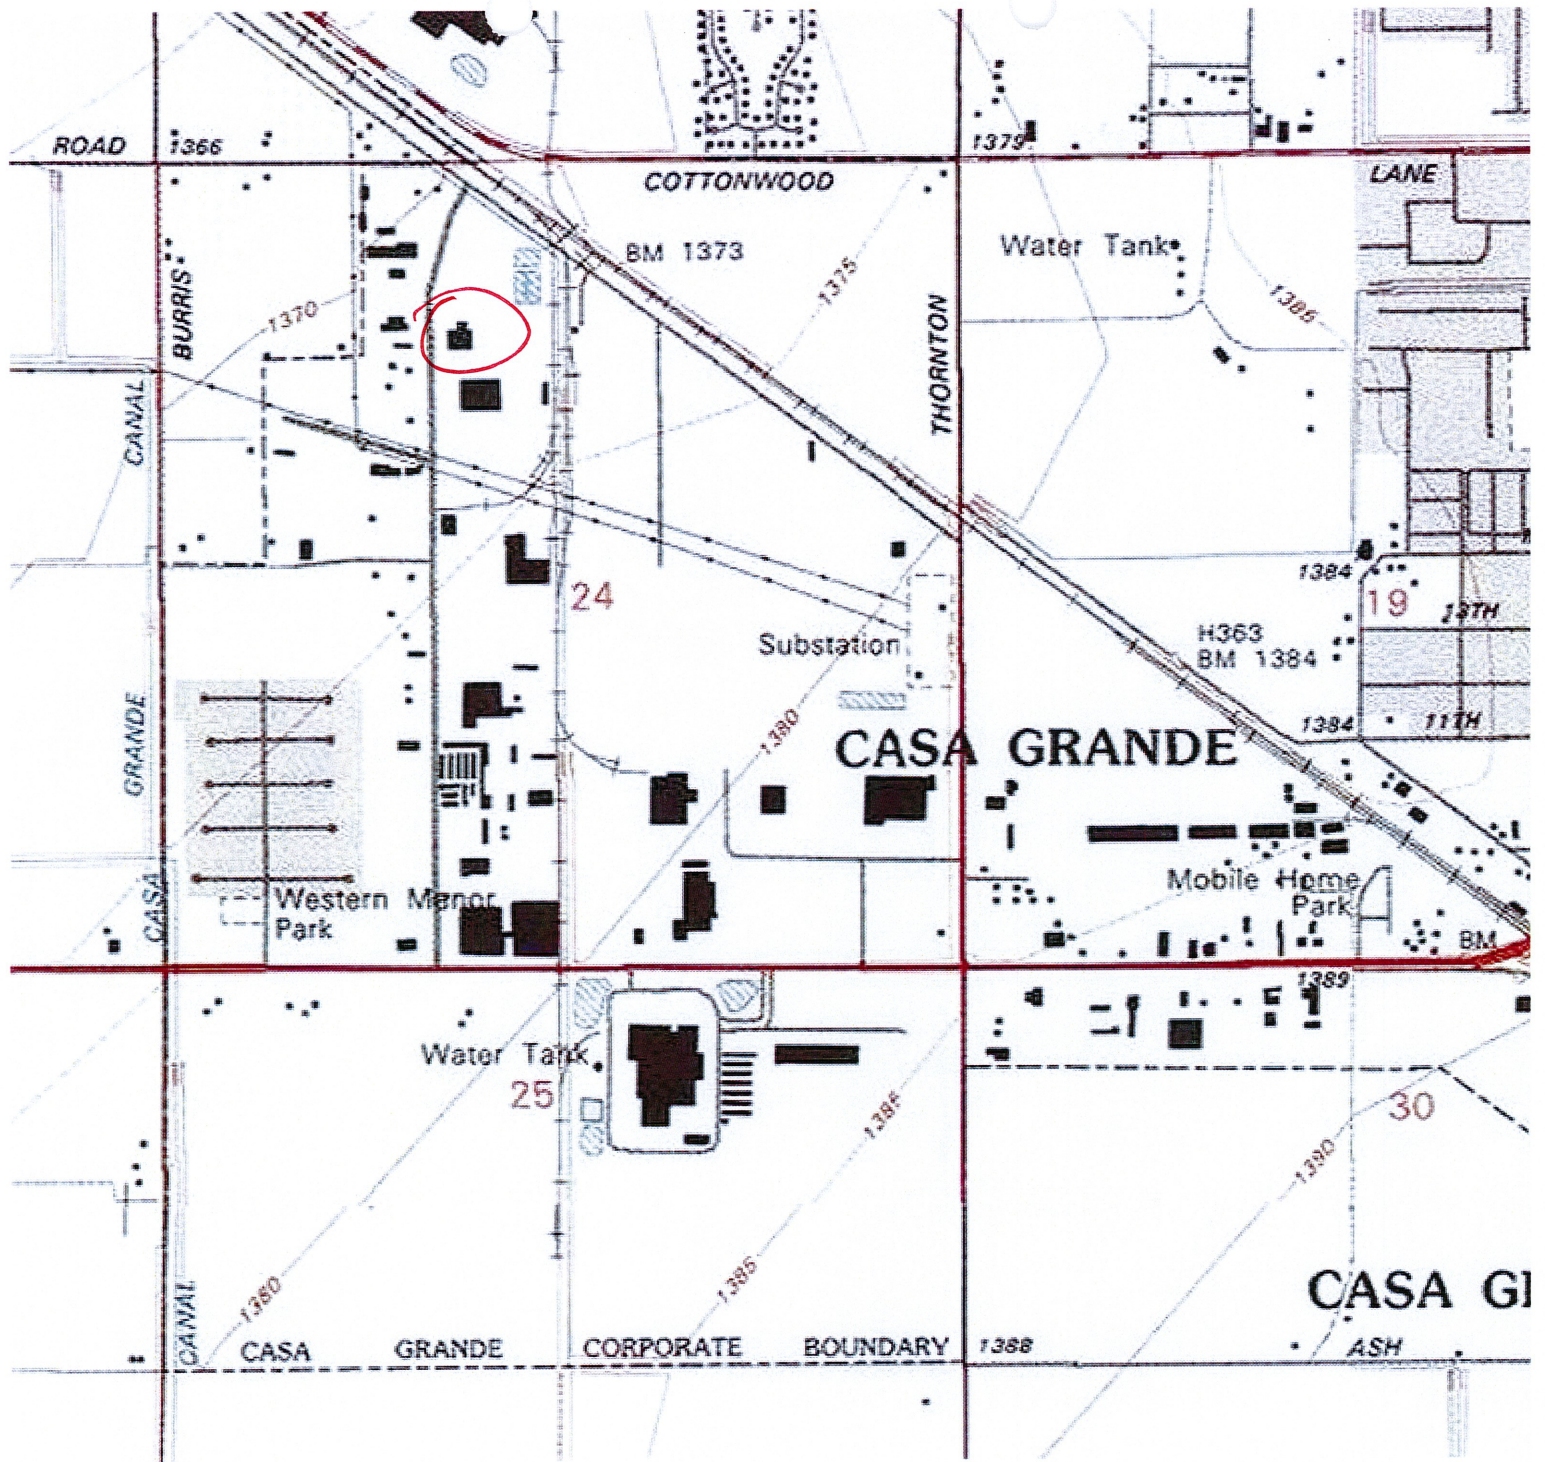 ROAD
1366
1379
COTTONWOOD
LANE
BM 1373
Water Tank
1375
1385
BURRIS
1370
THORNTON
CANAL
24
1384
19
13TH
H363
BM 1384
Substation
1380
1384
11TH
GRANDE
CASA GRANDE
CASA
Western Manor
Park
Mobile Home
Park
BM
1389
Water Tank
25
1385
30
1390
1380
1385
CANAL
CASA GRANDE CORPORATE BOUNDARY
1388
CASA GR
ASH